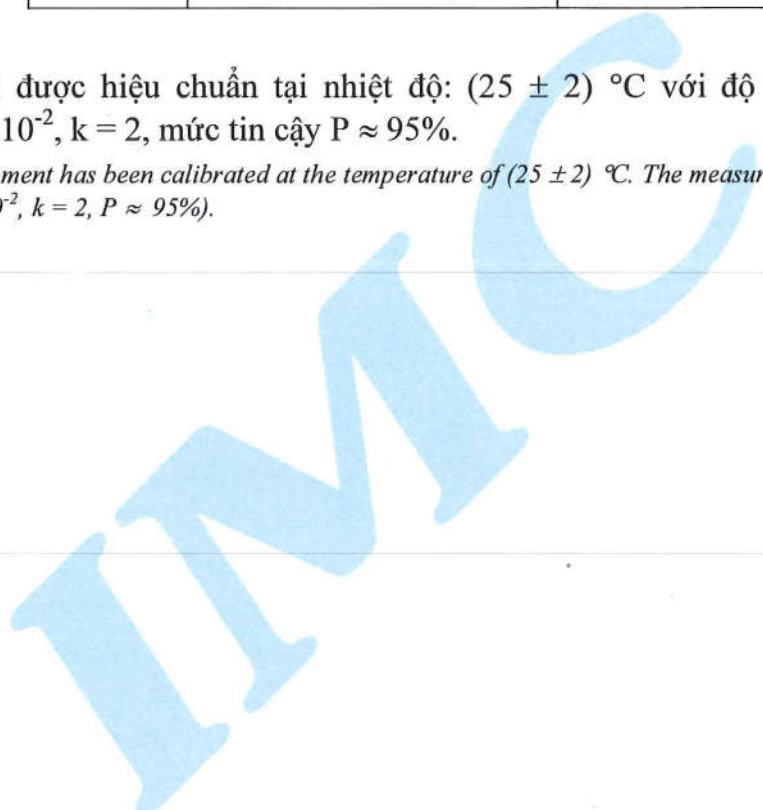 được hiệu chuẩn tại nhiệt độ: (25 ± 2) °C với độ
10⁻², k = 2, mức tin cậy P ≈ 95%.
ment has been calibrated at the temperature of (25 ± 2) °C. The measur
⁻², k = 2, P ≈ 95%).
IMC